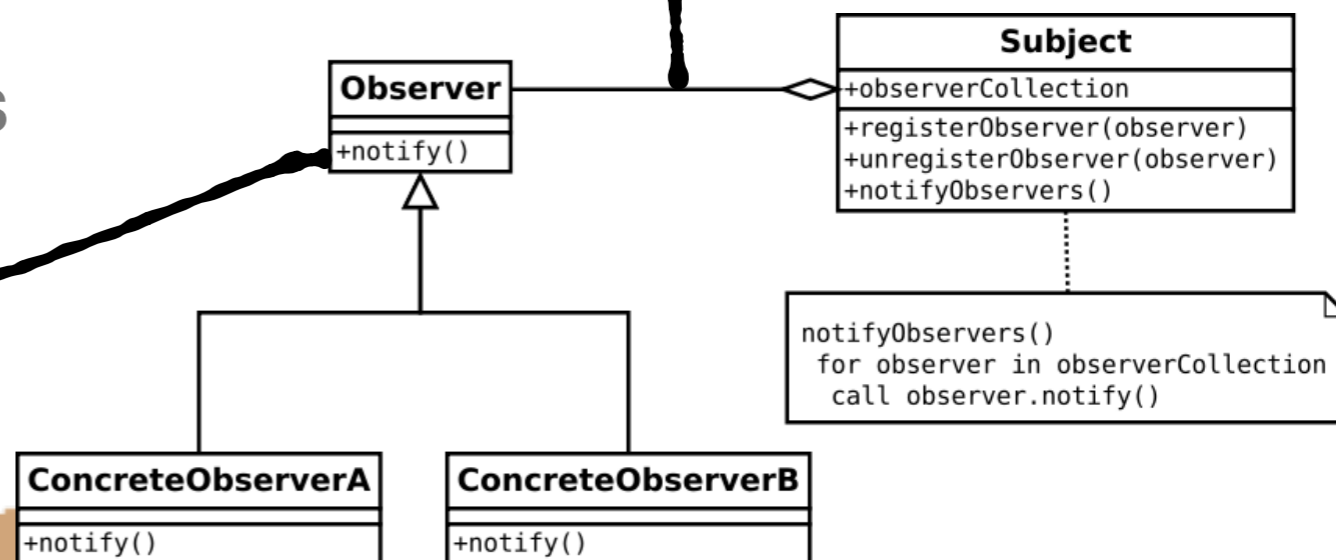 Observer
+notify()
Subject
+observerCollection
+registerObserver(observer)
+unregisterObserver(observer)
+notifyObservers()
notifyObservers()
for observer in observerCollection
call observer.notify()
ConcreteObserverA
+notify()
ConcreteObserverB
+notify()